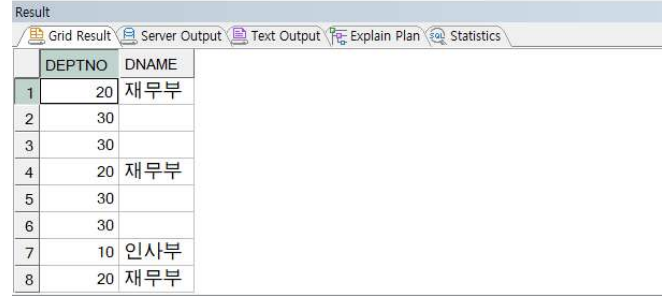 Result
Grid Result Server Output Text Output Explain Plan Statistics
DEPTNO DNAME
1 20 재무부
2 30
3 30
4 20 재무부
5 30
6 30
7 10 인사부
8 20 재무부